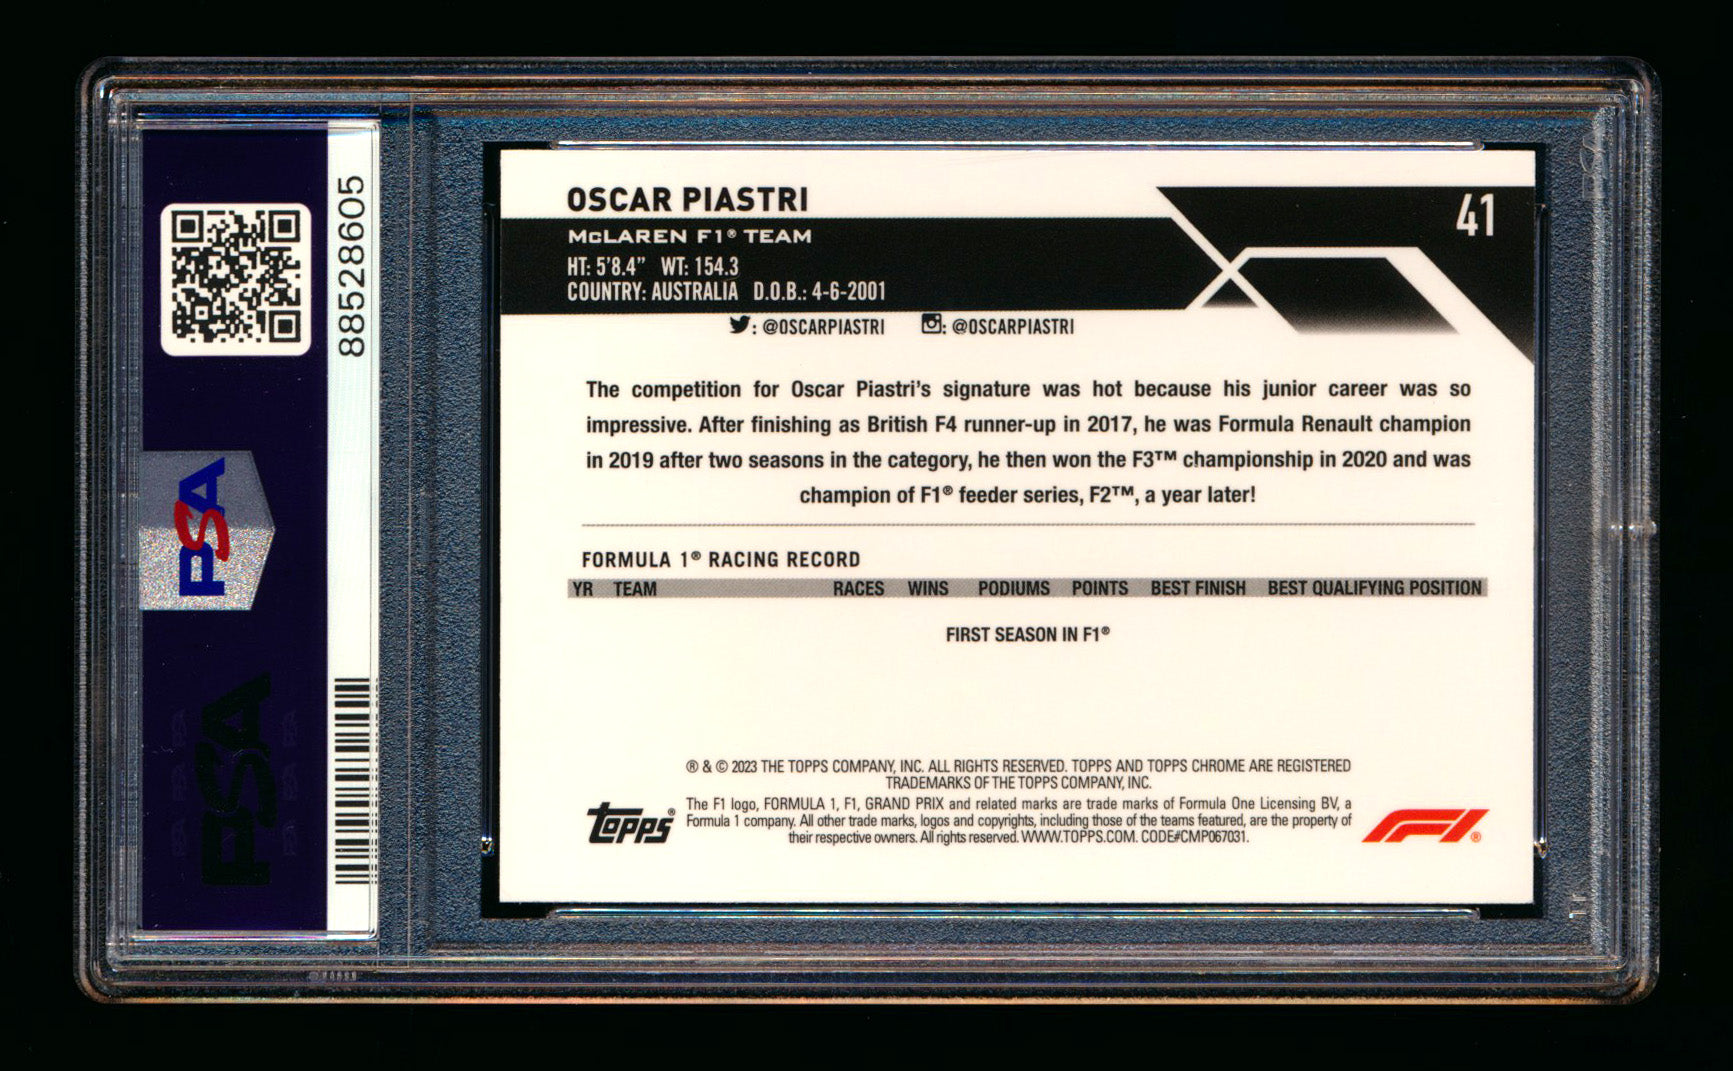 88528605
PSA
PSA
OSCAR PIASTRI
41
McLAREN F1® TEAM
HT: 5'8.4" WT: 154.3
COUNTRY: AUSTRALIA D.O.B.: 4-6-2001
: @OSCARPIASTRI : @OSCARPIASTRI
The competition for Oscar Piastri's signature was hot because his junior career was so
impressive. After finishing as British F4 runner-up in 2017, he was Formula Renault champion
in 2019 after two seasons in the category, he then won the F3™ championship in 2020 and was
champion of F1® feeder series, F2™, a year later!
FORMULA 1® RACING RECORD
YR TEAM RACES WINS PODIUMS POINTS BEST FINISH BEST QUALIFYING POSITION
FIRST SEASON IN F1®
® & © 2023 THE TOPPS COMPANY, INC. ALL RIGHTS RESERVED. TOPPS AND TOPPS CHROME ARE REGISTERED
TRADEMARKS OF THE TOPPS COMPANY, INC.
The F1 logo, FORMULA 1, F1, GRAND PRIX and related marks are trade marks of Formula One Licensing BV, a
Formula 1 company. All other trade marks, logos and copyrights, including those of the teams featured, are the property of
their respective owners. All rights reserved. WWW.TOPPS.COM. CODE#CMP067031.
Topps®
F1®